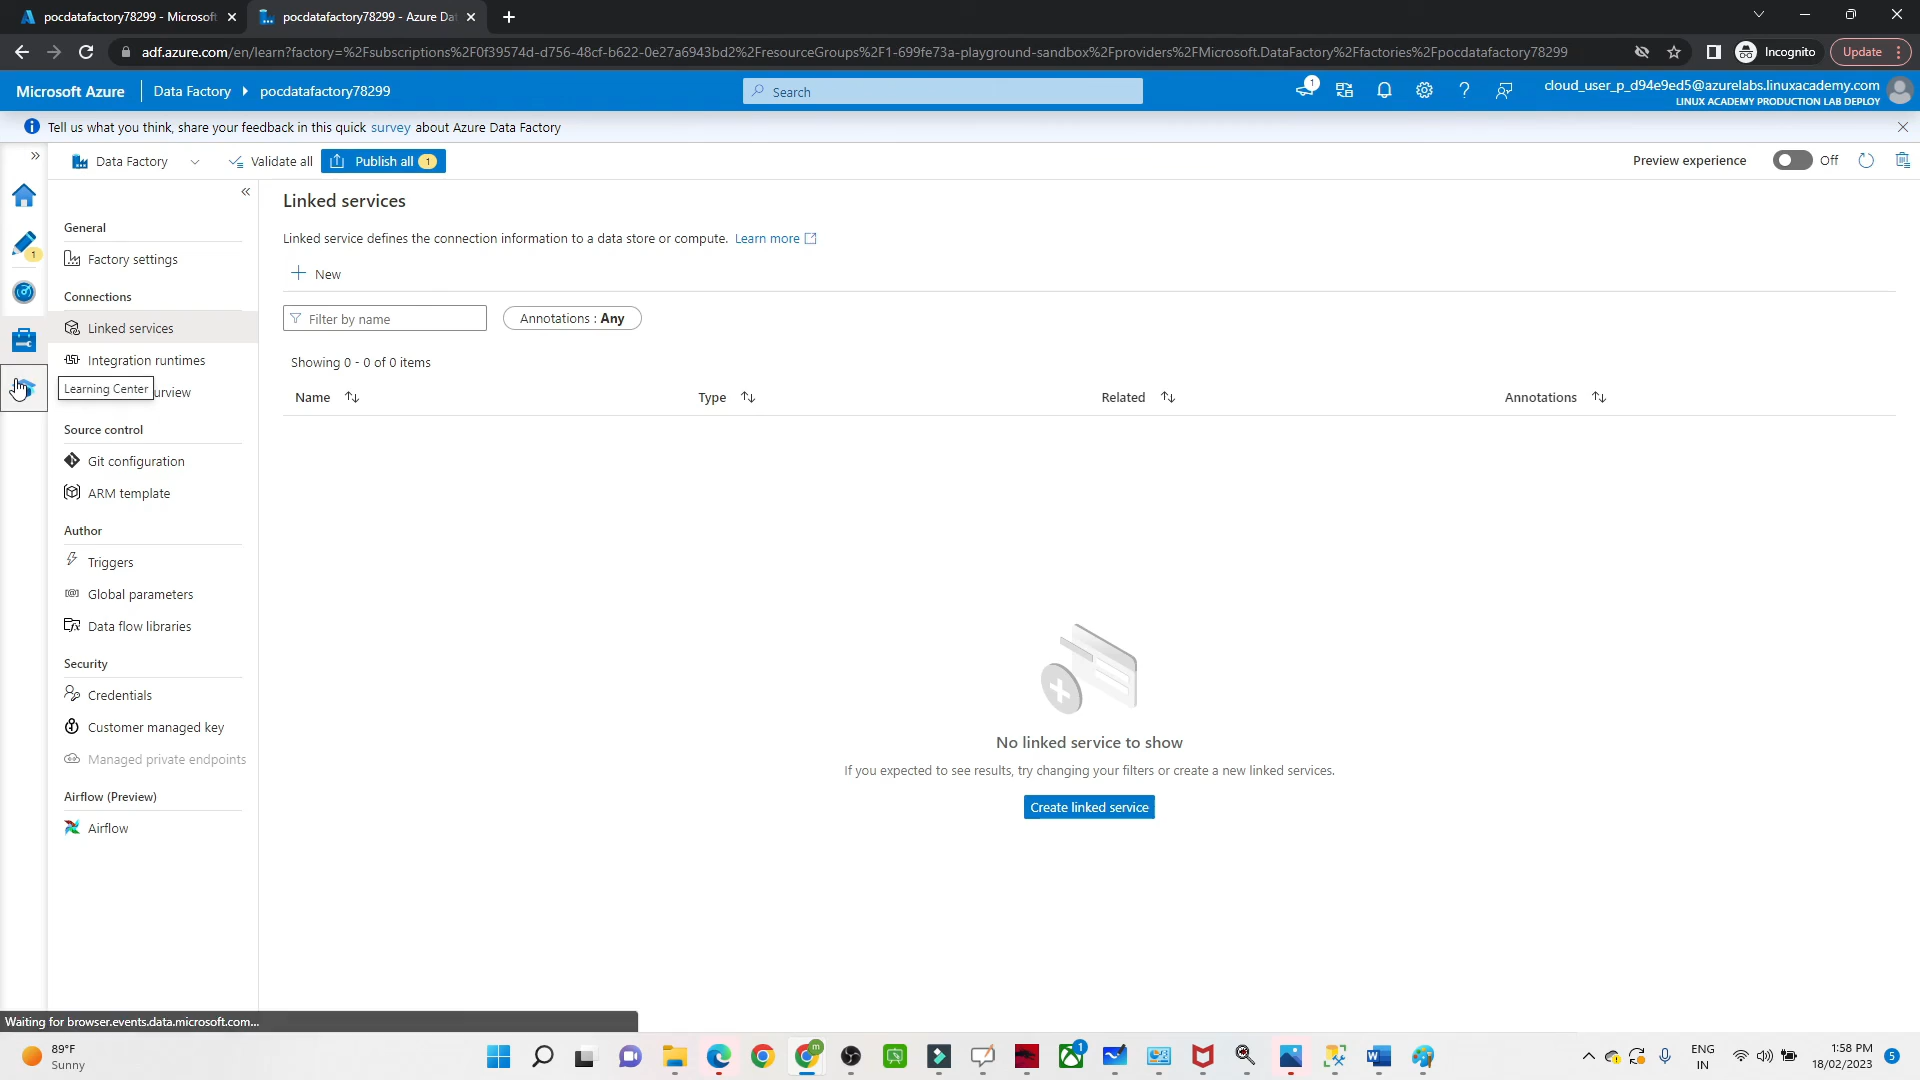 pocdatafactory78299 - Microsoft
pocdatafactory78299 - Azure Dat
adf.azure.com/en/learn?factory=%2Fsubscriptions%2F0f39574d-d756-48cf-b622-0e27a6943bd2%2FresourceGroups%2F1-699fe73a-playground-sandbox%2Fproviders%2FMicrosoft.DataFactory%2Ffactories%2Fpocdatafactory78299
Incognito
Update
Microsoft Azure
Data Factory
pocdatafactory78299
Search
1
cloud_user_p_d94e9ed5@azurelabs.linuxacademy.com
LINUX ACADEMY PRODUCTION LAB DEPLOY
Tell us what you think, share your feedback in this quick survey about Azure Data Factory
Data Factory
Validate all
Publish all 1
Preview experience
Off
1
General
Factory settings
Connections
Linked services
Integration runtimes
Learning Center
urview
Source control
Git configuration
ARM template
Author
Triggers
Global parameters
Data flow libraries
Security
Credentials
Customer managed key
Managed private endpoints
Airflow (Preview)
Airflow
Linked services
Linked service defines the connection information to a data store or compute. Learn more
New
Filter by name
Annotations : Any
Showing 0 - 0 of 0 items
Name
Type
Related
Annotations
No linked service to show
If you expected to see results, try changing your filters or create a new linked services.
Create linked service
Waiting for browser.events.data.microsoft.com...
89°F
Sunny
m
1
ENG
IN
1:58 PM
18/02/2023
5